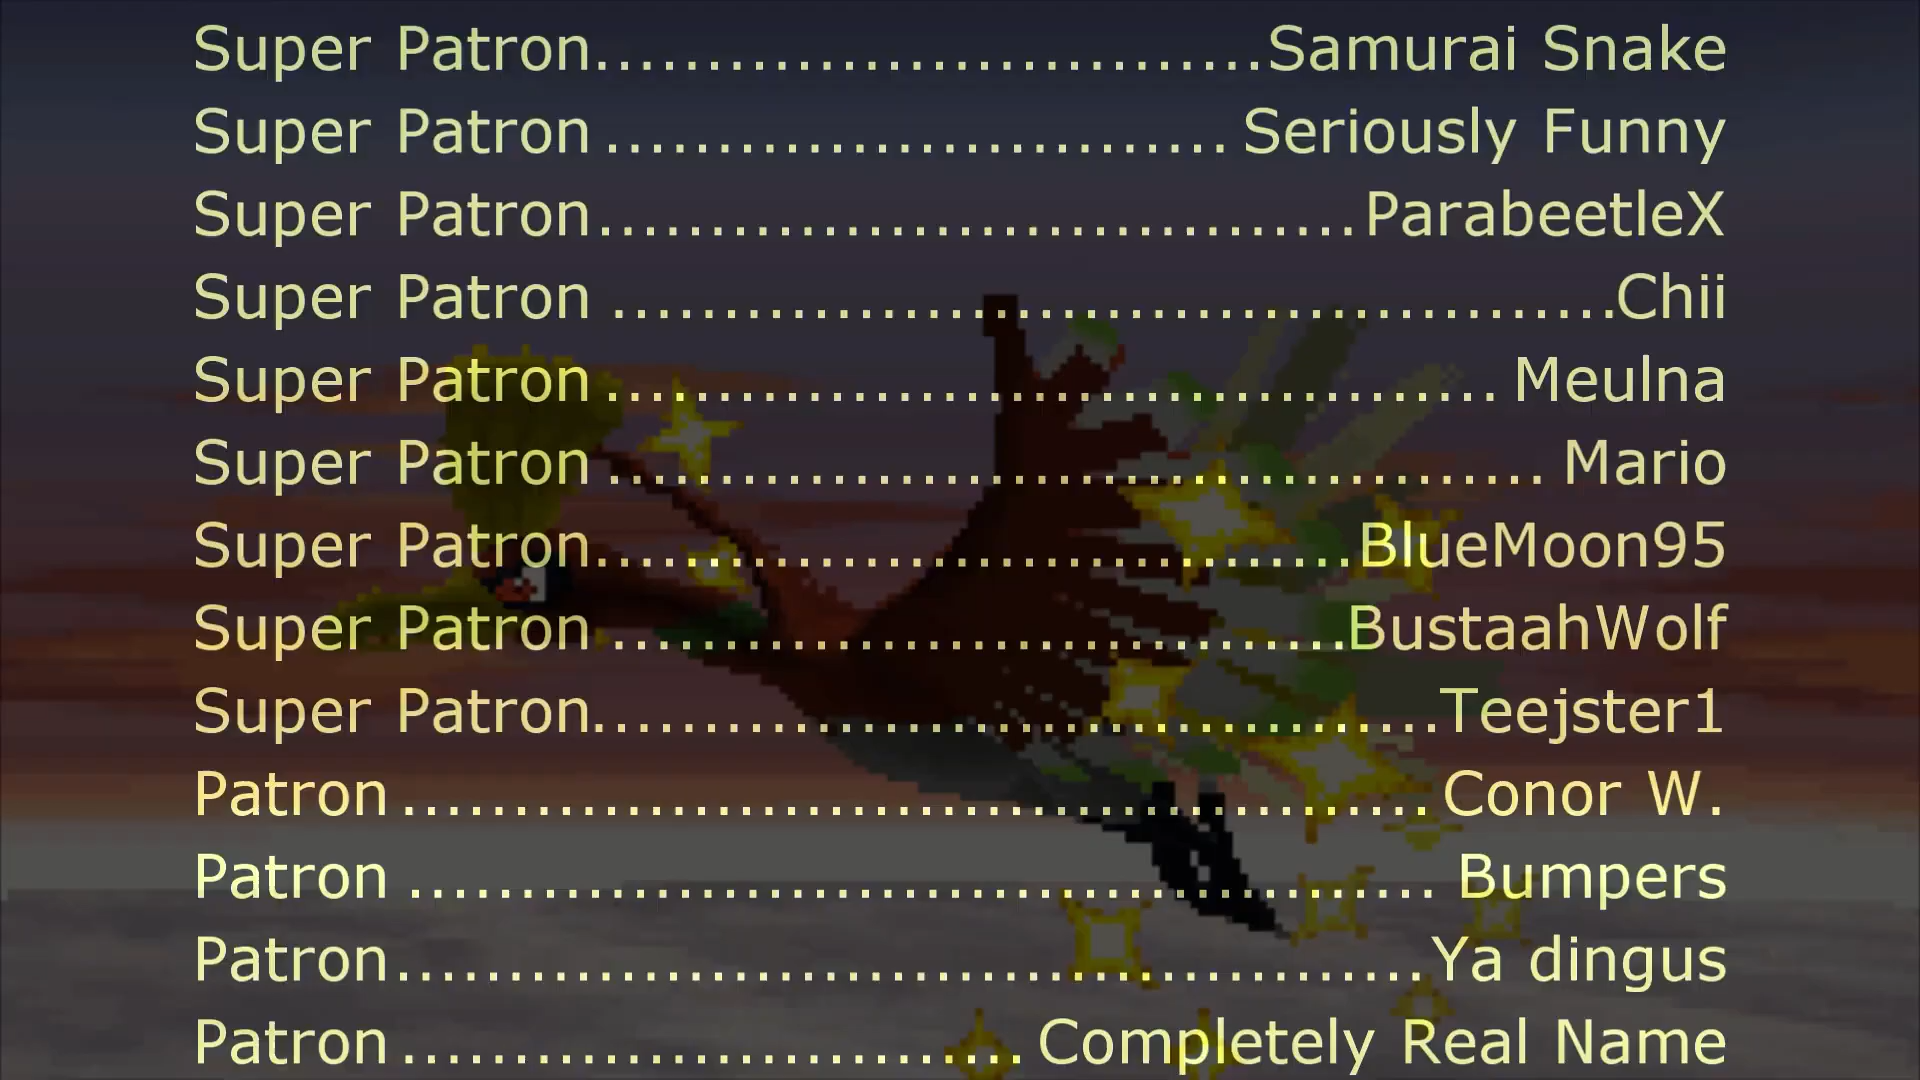 Super Patron..............................Samurai Snake
Super Patron ............................ Seriously Funny
Super Patron..................................ParabeetleX
Super Patron .............................................Chii
Super Patron ........................................ Meulna
Super Patron .......................................... Mario
Super Patron..................................BlueMoon95
Super Patron .................................BustaahWolf
Super Patron......................................Teejster1
Patron .............................................. Conor W.
Patron .............................................. Bumpers
Patron..............................................Ya dingus
Patron ............................ Completely Real Name